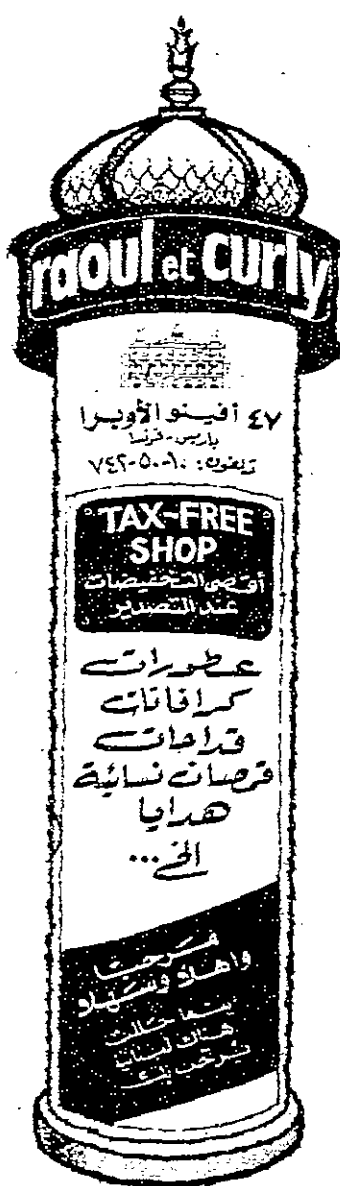 raoul et curly
٤٧ أفينو الأوبرا
باريس - فرنسا
تلفون: ١٠-٥٠-٧٤٢
TAX-FREE
SHOP
أقصى التخفيضات
عند التصدير
عطورات
كرافاتات
قداحات
قرصات نسائية
هدايا
الخ...
مرحبا
واهلا وسهلا